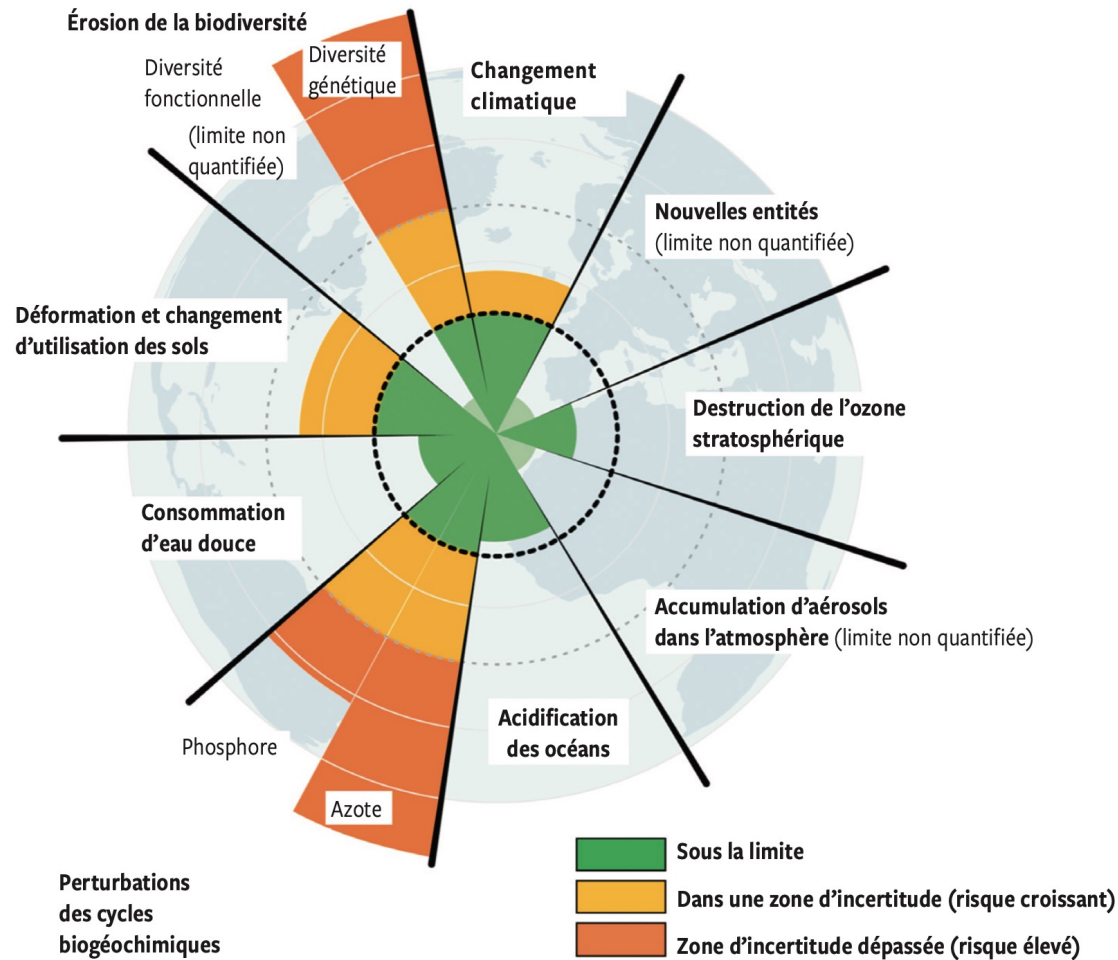 Érosion de la biodiversité
Diversité
fonctionnelle
(limite non
quantifiée)
Diversité
génétique
Changement
climatique
Nouvelles entités
(limite non quantifiée)
Déformation et changement
d’utilisation des sols
Destruction de l’ozone
stratosphérique
Consommation
d’eau douce
Accumulation d’aérosols
dans l’atmosphère (limite non quantifiée)
Acidification
des océans
Phosphore
Azote
Perturbations
des cycles
biogéochimiques
Sous la limite
Dans une zone d’incertitude (risque croissant)
Zone d’incertitude dépassée (risque élevé)